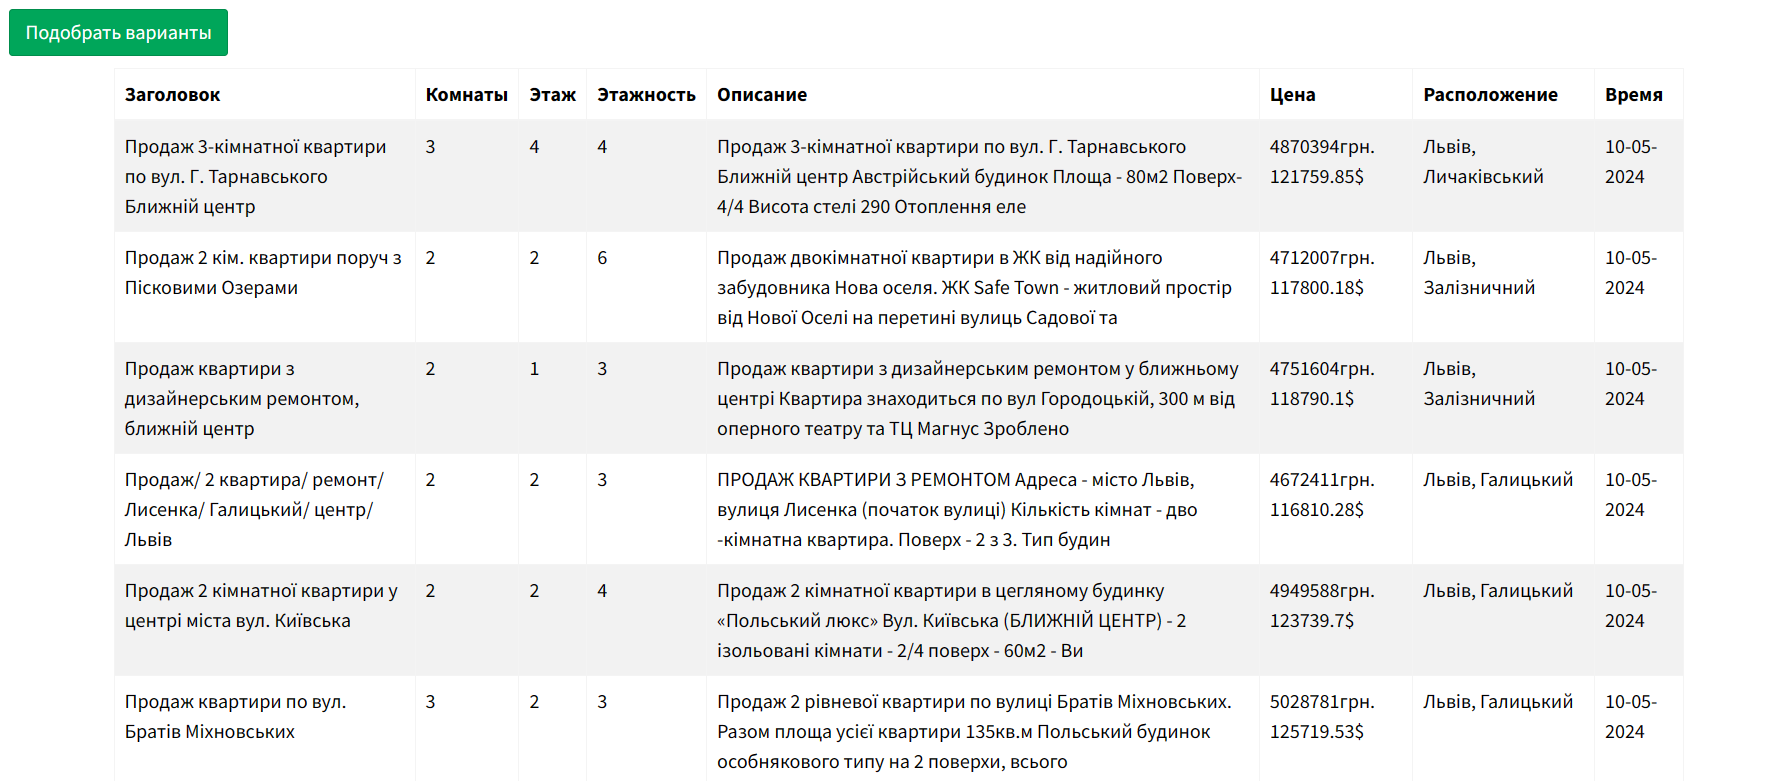 Подобрать варианты
Заголовок Комнаты Этаж Этажность Описание Цена Расположение Время
Продаж 3-кімнатної квартири по вул. Г. Тарнавського Ближній центр
3
4
4
Продаж 3-кімнатної квартири по вул. Г. Тарнавського
Ближній центр Австрійський будинок Площа - 80м2 Поверх-
4/4 Висота стелі 290 Отоплення еле
4870394грн.
121759.85$
Львів,
Личаківський
10-05-
2024
Продаж 2 кім. квартири поруч з
Пісковими Озерами
2
2
6
Продаж двокімнатної квартири в ЖК від надійного
забудовника Нова оселя. ЖК Safe Town - житловий простір
від Нової Оселі на перетині вулиць Садової та
4712007грн.
117800.18$
Львів,
Залізничний
10-05-
2024
Продаж квартири з
дизайнерським ремонтом,
ближній центр
2
1
3
Продаж квартири з дизайнерським ремонтом у ближньому
центрі Квартира знаходиться по вул Городоцькій, 300 м від
оперного театру та ТЦ Магнус Зроблено
4751604грн.
118790.1$
Львів,
Залізничний
10-05-
2024
Продаж/ 2 квартира/ ремонт/
Лисенка/ Галицький/ центр/
Львів
2
2
3
ПРОДАЖ КВАРТИРИ З РЕМОНТОМ Адреса - місто Львів,
вулиця Лисенка (початок вулиці) Кількість кімнат - дво
-кімнатна квартира. Поверх - 2 з 3. Тип будин
4672411грн.
116810.28$
Львів, Галицький
10-05-
2024
Продаж 2 кімнатної квартири у
центрі міста вул. Київська
2
2
4
Продаж 2 кімнатної квартири в цегляному будинку
«Польський люкс» Вул. Київська (БЛИЖНІЙ ЦЕНТР) - 2
ізольовані кімнати - 2/4 поверх - 60м2 - Ви
4949588грн.
123739.7$
Львів, Галицький
10-05-
2024
Продаж квартири по вул.
Братів Міхновських
3
2
3
Продаж 2 рівневої квартири по вулиці Братів Міхновських.
Разом площа усієї квартири 135кв.м Польський будинок
особнякового типу на 2 поверхи, всього
5028781грн.
125719.53$
Львів, Галицький
10-05-
2024